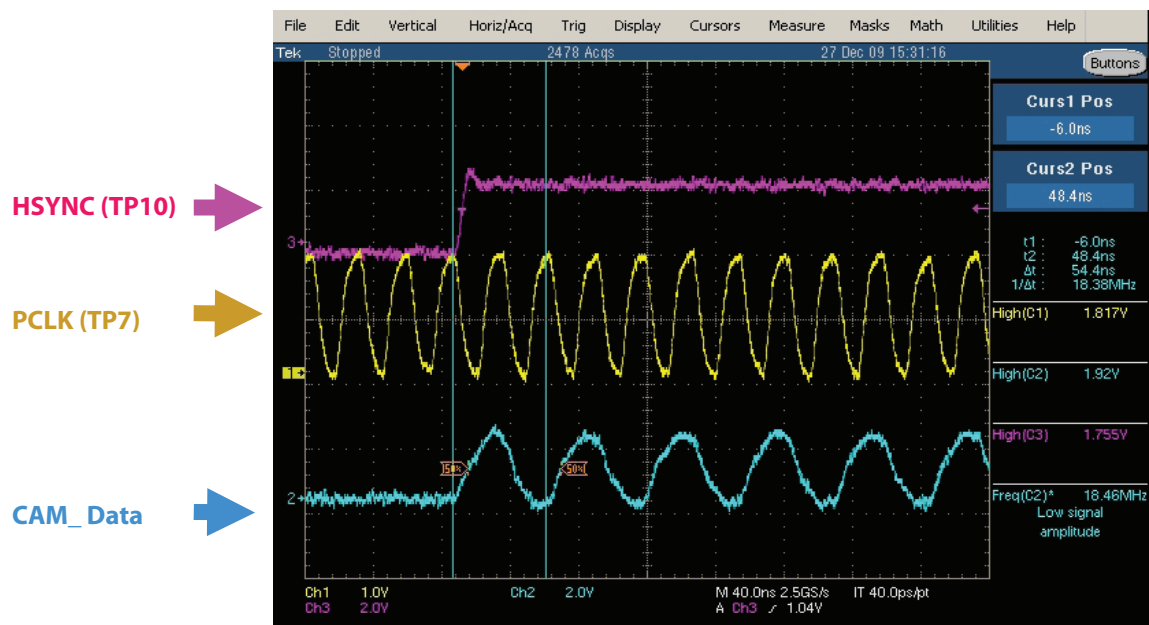 File Edit Vertical Horiz/Acq Trig Display Cursors Measure Masks Math Utilities Help
Tek Stopped 2478 Acqs 27 Dec 09 15:31:16
Buttons
Curs1 Pos
-6.0ns
Curs2 Pos
48.4ns
HSYNC (TP10)
3
t1 : -6.0ns
t2 : 48.4ns
Δt : 54.4ns
1/Δt : 18.38MHz
PCLK (TP7)
High(C1) 1.817V
1
High(C2) 1.92V
High(C3) 1.755V
50% 50%
2
CAM_ Data
Freq(C2)* 18.46MHz
Low signal
amplitude
Ch1 1.0V Ch2 2.0V M 40.0ns 2.5GS/s IT 40.0ps/pt
Ch3 2.0V A Ch3 1.04V